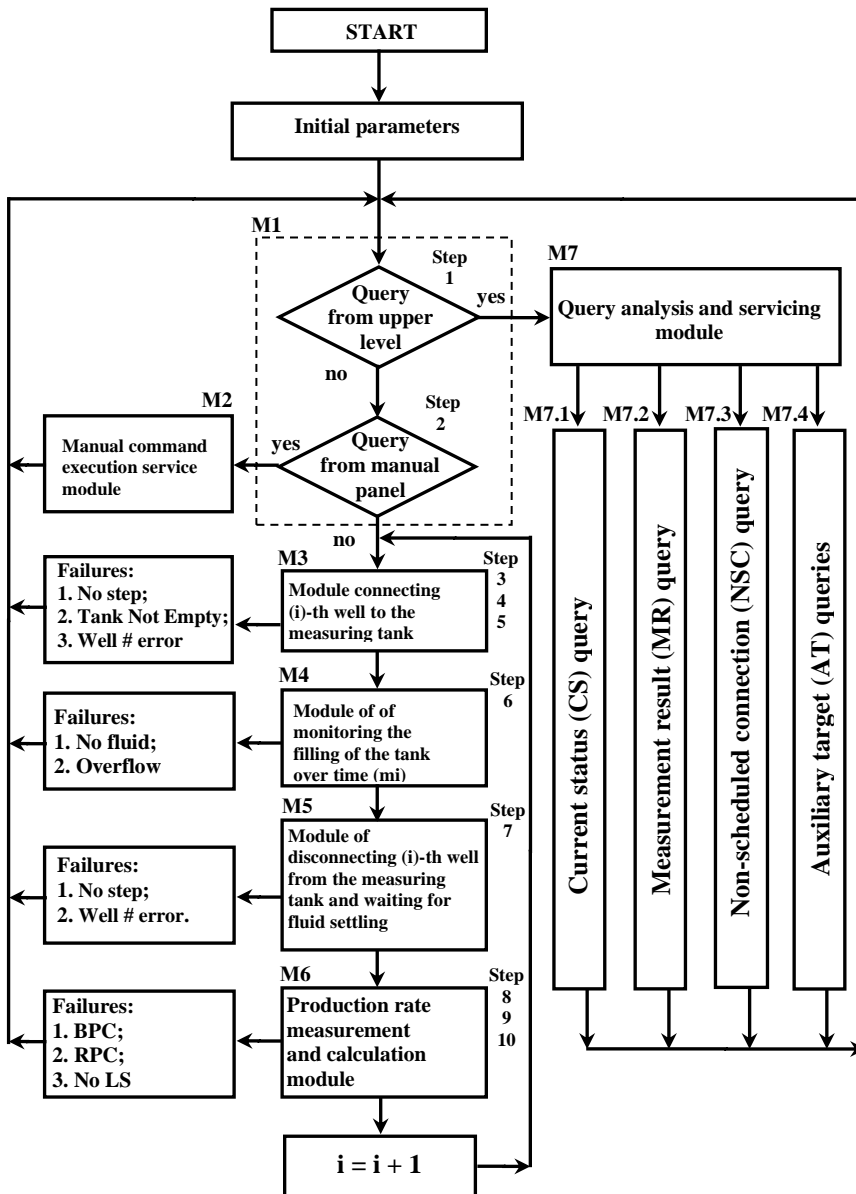 START
Initial parameters
M1
Step
1
Query
from upper
level
yes
no
M7
Query analysis and servicing
module
M2
Manual command
execution service
module
yes
Step
2
Query
from manual
panel
no
M7.1
M7.2
M7.3
M7.4
Current status (CS) query
Measurement result (MR) query
Non-scheduled connection (NSC) query
Auxiliary target (AT) queries
Failures:
1. No step;
2. Tank Not Empty;
3. Well # error
M3
Module connecting
(i)-th well to the
measuring tank
Step
3
4
5
Failures:
1. No fluid;
2. Overflow
M4
Module of of
monitoring the
filling of the tank
over time (mi)
Step
6
1. No step;
2. Well # error.
M5
Module of
disconnecting (i)-th well
from the measuring
tank and waiting for
fluid settling
Step
7
Failures:
1. BPC;
2. RPC;
3. No LS
M6
Production rate
measurement
and calculation
module
Step
8
9
10
i = i + 1